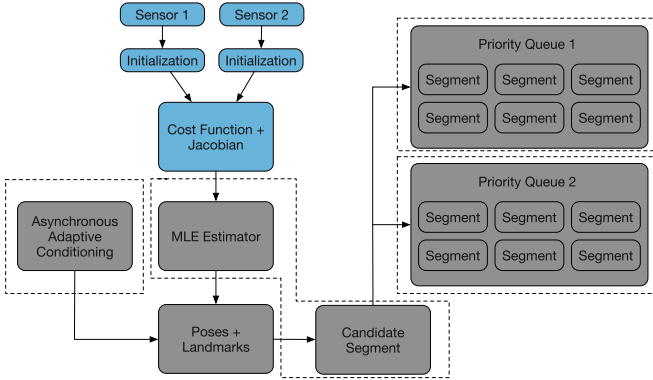 Sensor 1
Sensor 2
Initialization
Initialization
Cost Function +
Jacobian
Asynchronous
Adaptive
Conditioning
MLE Estimator
Poses +
Landmarks
Candidate
Segment
Priority Queue 1
Segment Segment Segment
Segment Segment Segment
Priority Queue 2
Segment Segment Segment
Segment Segment Segment